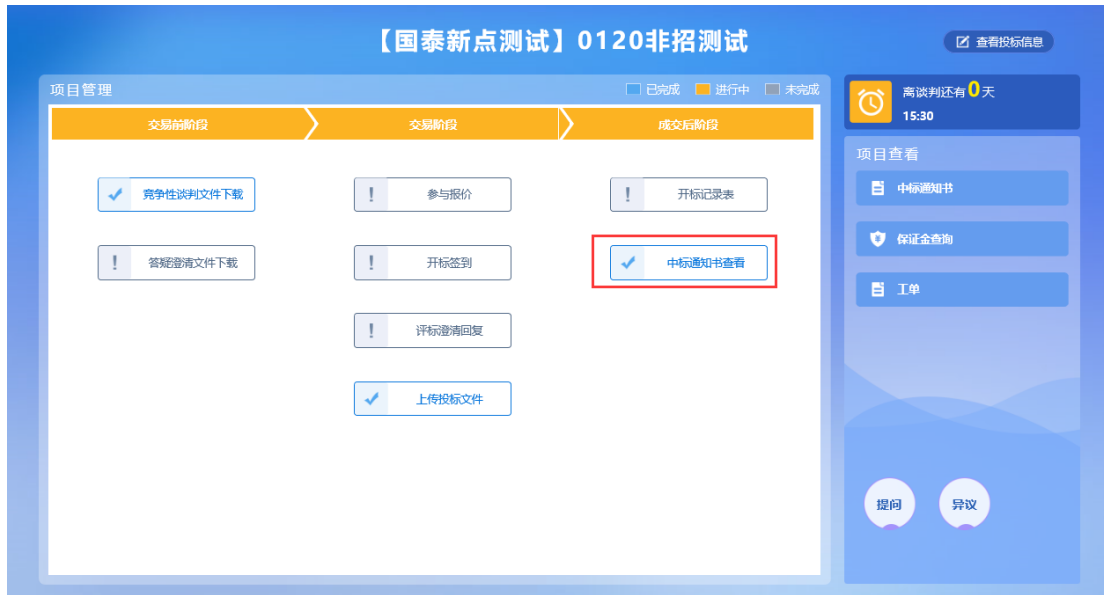 【国泰新点测试】0120非招测试
查看投标信息
项目管理
已完成 进行中 未完成
交易前阶段 交易阶段 成交后阶段
竞争性谈判文件下载
参与报价
开标记录表
答疑澄清文件下载
开标签到
中标通知书查看
评标澄清回复
上传投标文件
离谈判还有0天
15:30
项目查看
中标通知书
保证金查询
工单
提问 异议